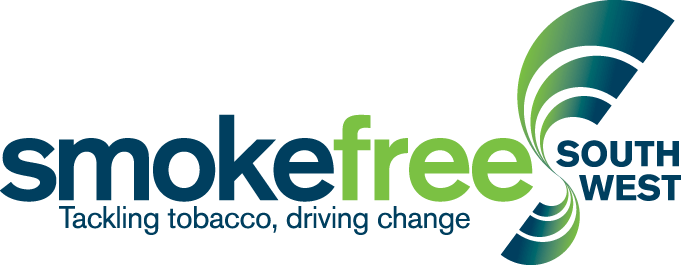 smokefree
SOUTH
WEST
Tackling tobacco, driving change